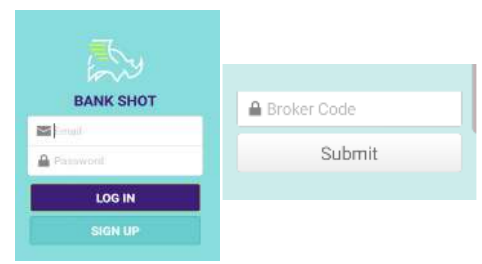 BANK SHOT
Email
Password
LOG IN
SIGN UP
Broker Code
Submit